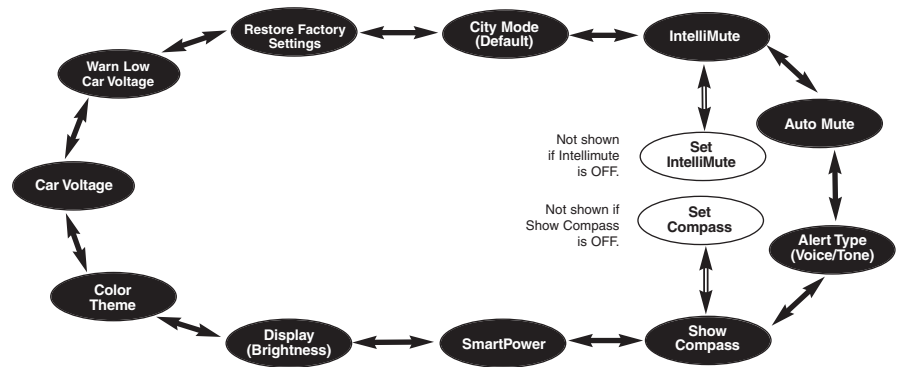 Restore Factory
Settings
City Mode
(Default)
IntelliMute
Warn Low
Car Voltage
Auto Mute
Not shown
if Intellimute
is OFF.
Set
IntelliMute
Car Voltage
Not shown if
Show Compass
is OFF.
Set
Compass
Alert Type
(Voice/Tone)
Color
Theme
Display
(Brightness)
SmartPower
Show
Compass